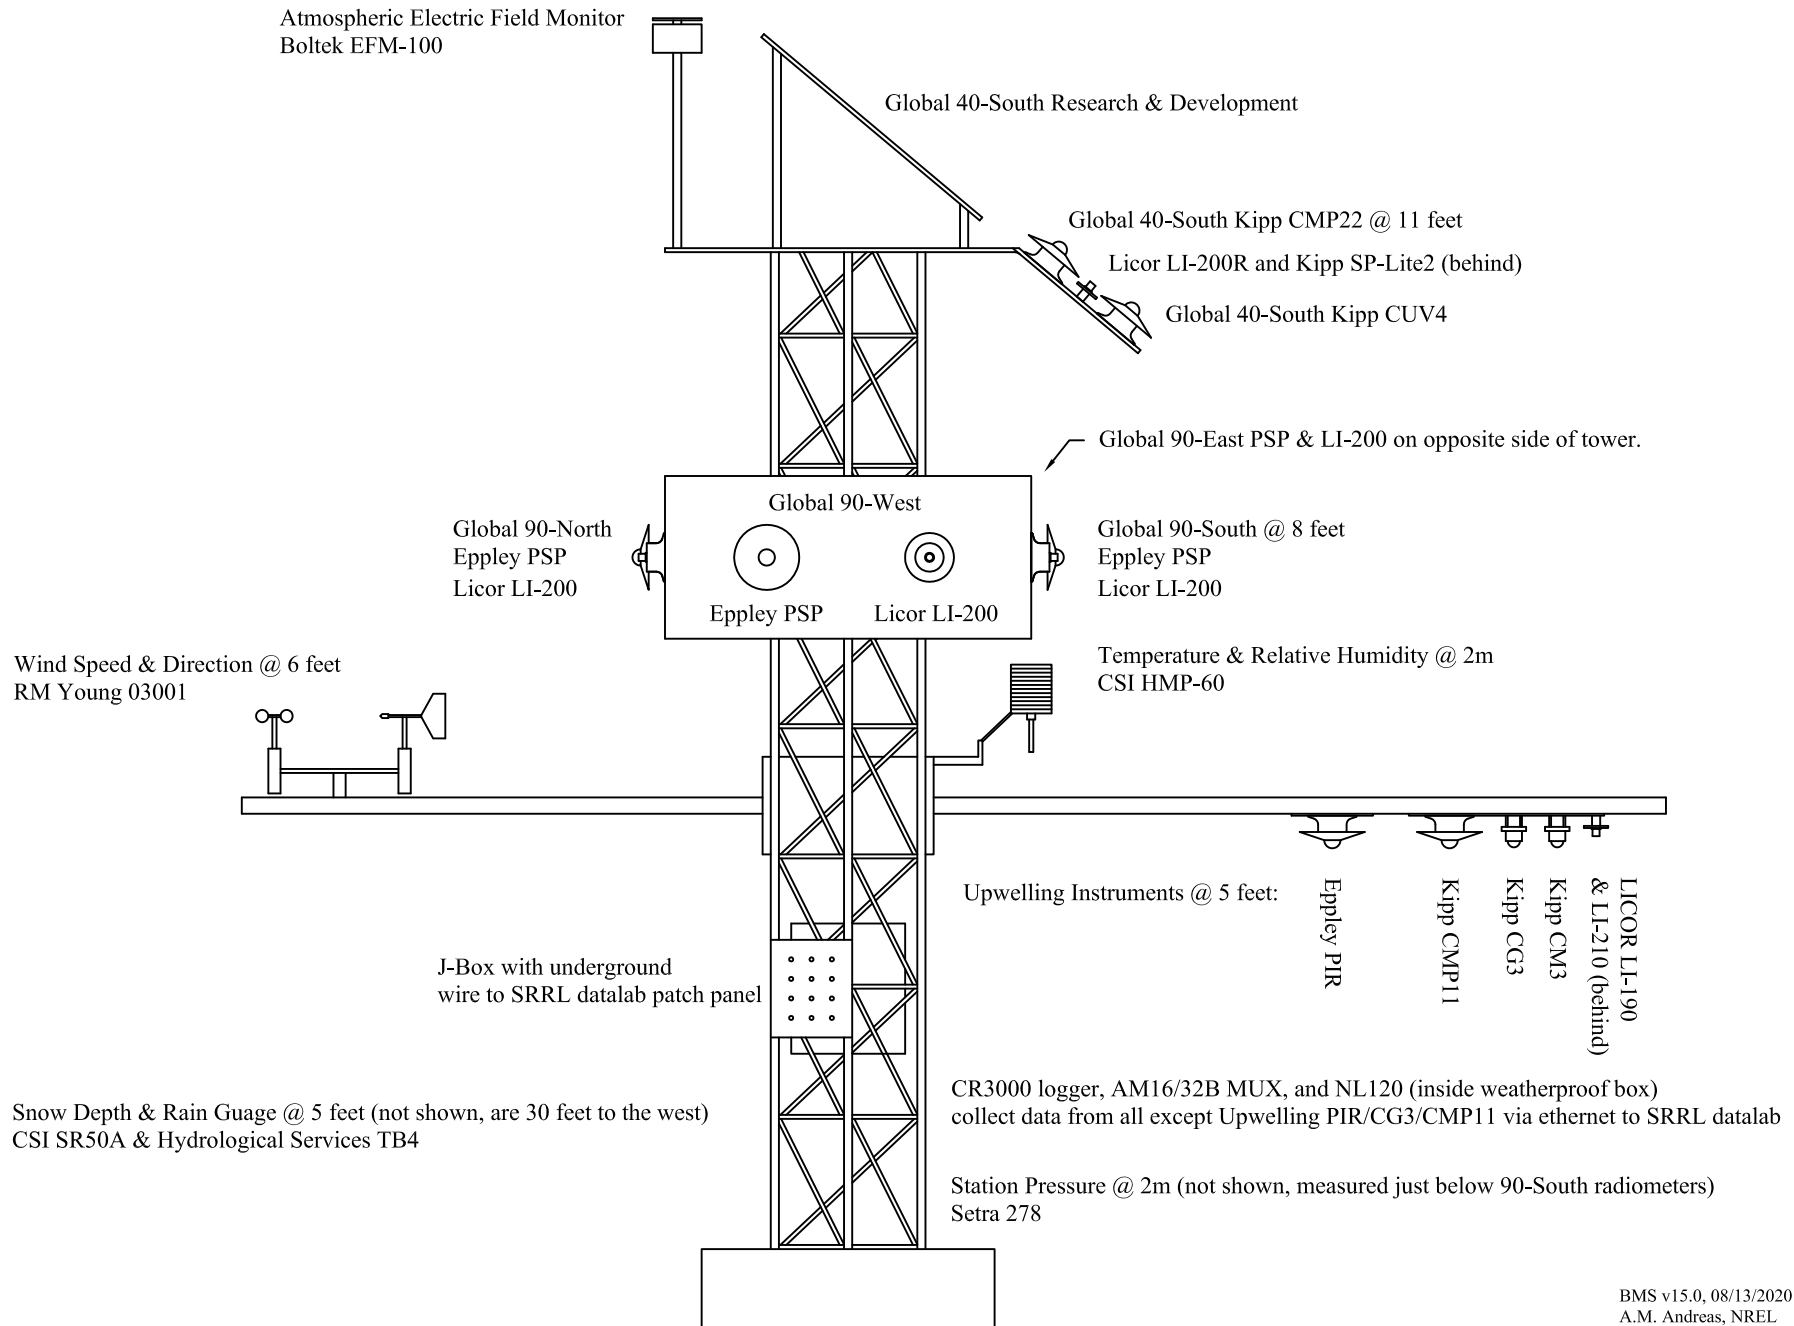 Atmospheric Electric Field Monitor
Boltek EFM-100
Global 40-South Research & Development
Global 40-South Kipp CMP22 @ 11 feet
Licor LI-200R and Kipp SP-Lite2 (behind)
Global 40-South Kipp CUV4
Global 90-East PSP & LI-200 on opposite side of tower.
Global 90-West
Global 90-North
Eppley PSP
Licor LI-200
Eppley PSP
Licor LI-200
Global 90-South @ 8 feet
Eppley PSP
Licor LI-200
Wind Speed & Direction @ 6 feet
RM Young 03001
Temperature & Relative Humidity @ 2m
CSI HMP-60
Upwelling Instruments @ 5 feet:
Eppley PIR
Kipp CMP11
Kipp CG3
Kipp CM3
LICOR LI-190
& LI-210 (behind)
J-Box with underground
wire to SRRL datalab patch panel
Snow Depth & Rain Guage @ 5 feet (not shown, are 30 feet to the west)
CSI SR50A & Hydrological Services TB4
CR3000 logger, AM16/32B MUX, and NL120 (inside weatherproof box)
collect data from all except Upwelling PIR/CG3/CMP11 via ethernet to SRRL datalab
Station Pressure @ 2m (not shown, measured just below 90-South radiometers)
Setra 278
BMS v15.0, 08/13/2020
A.M. Andreas, NREL